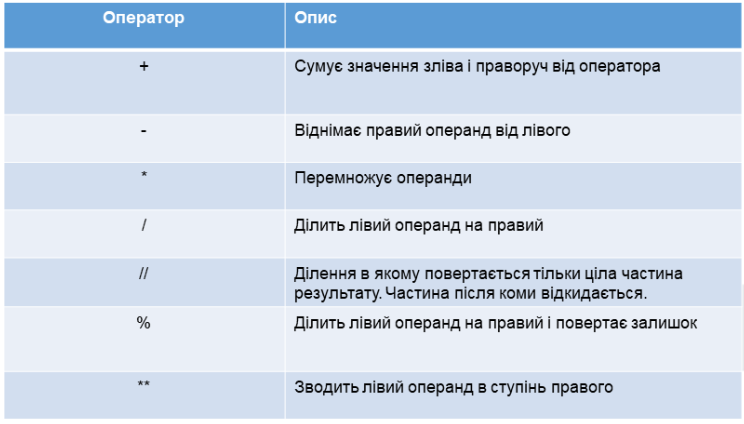 Оператор Опис
+ Сумує значення зліва і праворуч від оператора
- Віднімає правий операнд від лівого
* Перемножує операнди
/ Ділить лівий операнд на правий
// Ділення в якому повертається тільки ціла частина
результату. Частина після коми відкидається.
% Ділить лівий операнд на правий і повертає залишок
** Зводить лівий операнд в ступінь правого